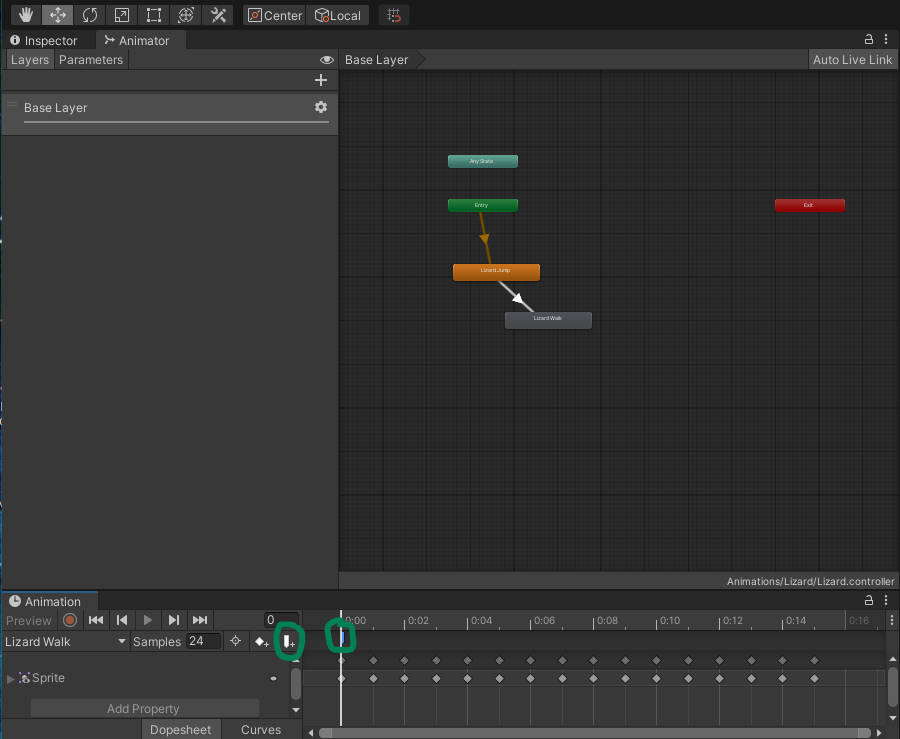 Center Local
Inspector Animator
Layers Parameters Base Layer Auto Live Link
Base Layer
Any State
Entry Exit
Lizard Jump
Lizard Walk
Animations/Lizard/Lizard.controller
Animation
Preview 0 0:00 0:02 0:04 0:06 0:08 0:10 0:12 0:14 0:16
Lizard Walk Samples 24
Sprite
Add Property
Dopesheet Curves